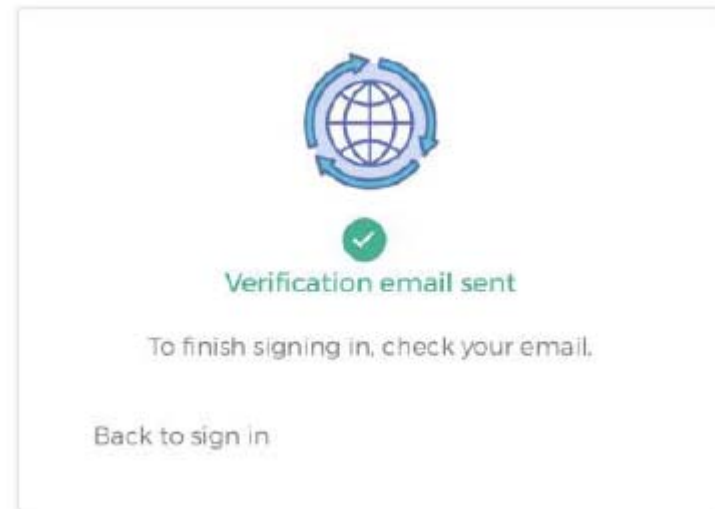 Verification email sent
To finish signing in, check your email.
Back to sign in